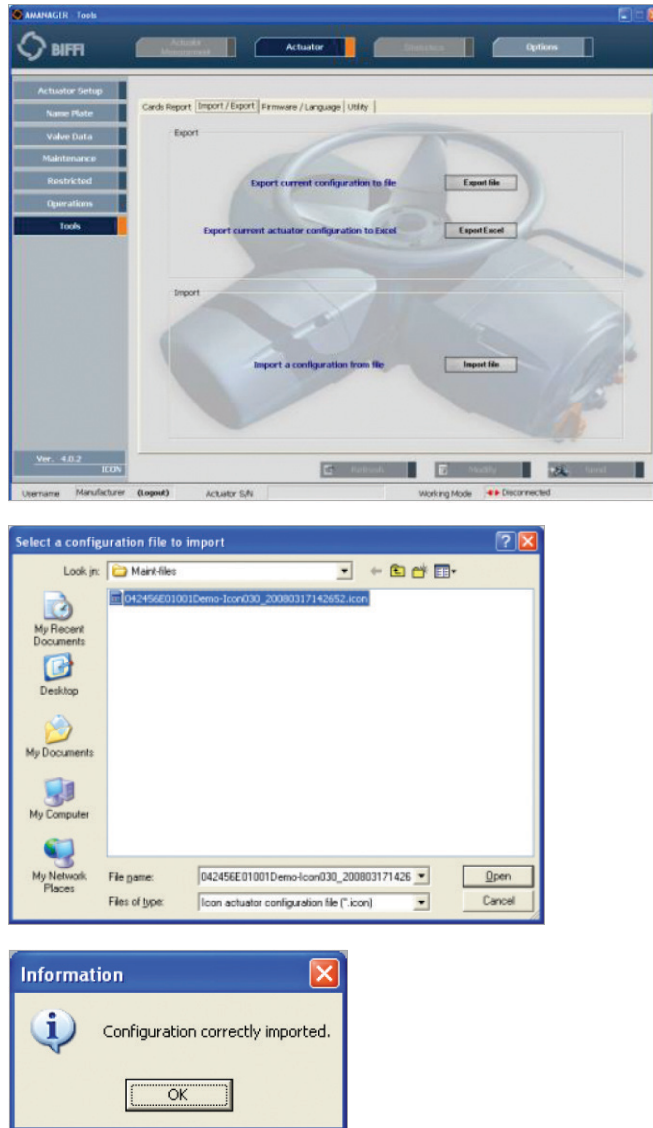 AMANAGER Tools
BIFFI
Actuator Management
Actuator
Statistics
Options
Actuator Setup
Name Plate
Valve Data
Maintenance
Restricted
Operations
Tools
Cards Report Import / Export Firmware / Language Utility
Export
Export current configuration to file
Export file
Export current actuator configuration to Excel
Export Excel
Import
Import a configuration from file
Import file
Ver. 4.0.2
ICON
Refresh
Modify
Send
Username Manufacturer (Logout) Actuator S/N Working Mode Disconnected
Select a configuration file to import
Look in: Maint-files
042456E01001Demo-Icon030_20080317142652.icon
My Recent
Documents
Desktop
My Documents
My Computer
My Network
Places
File name: 042456E01001Demo-Icon030_200803171426 Open
Files of type: Icon actuator configuration file (*.icon) Cancel
Information
Configuration correctly imported.
OK